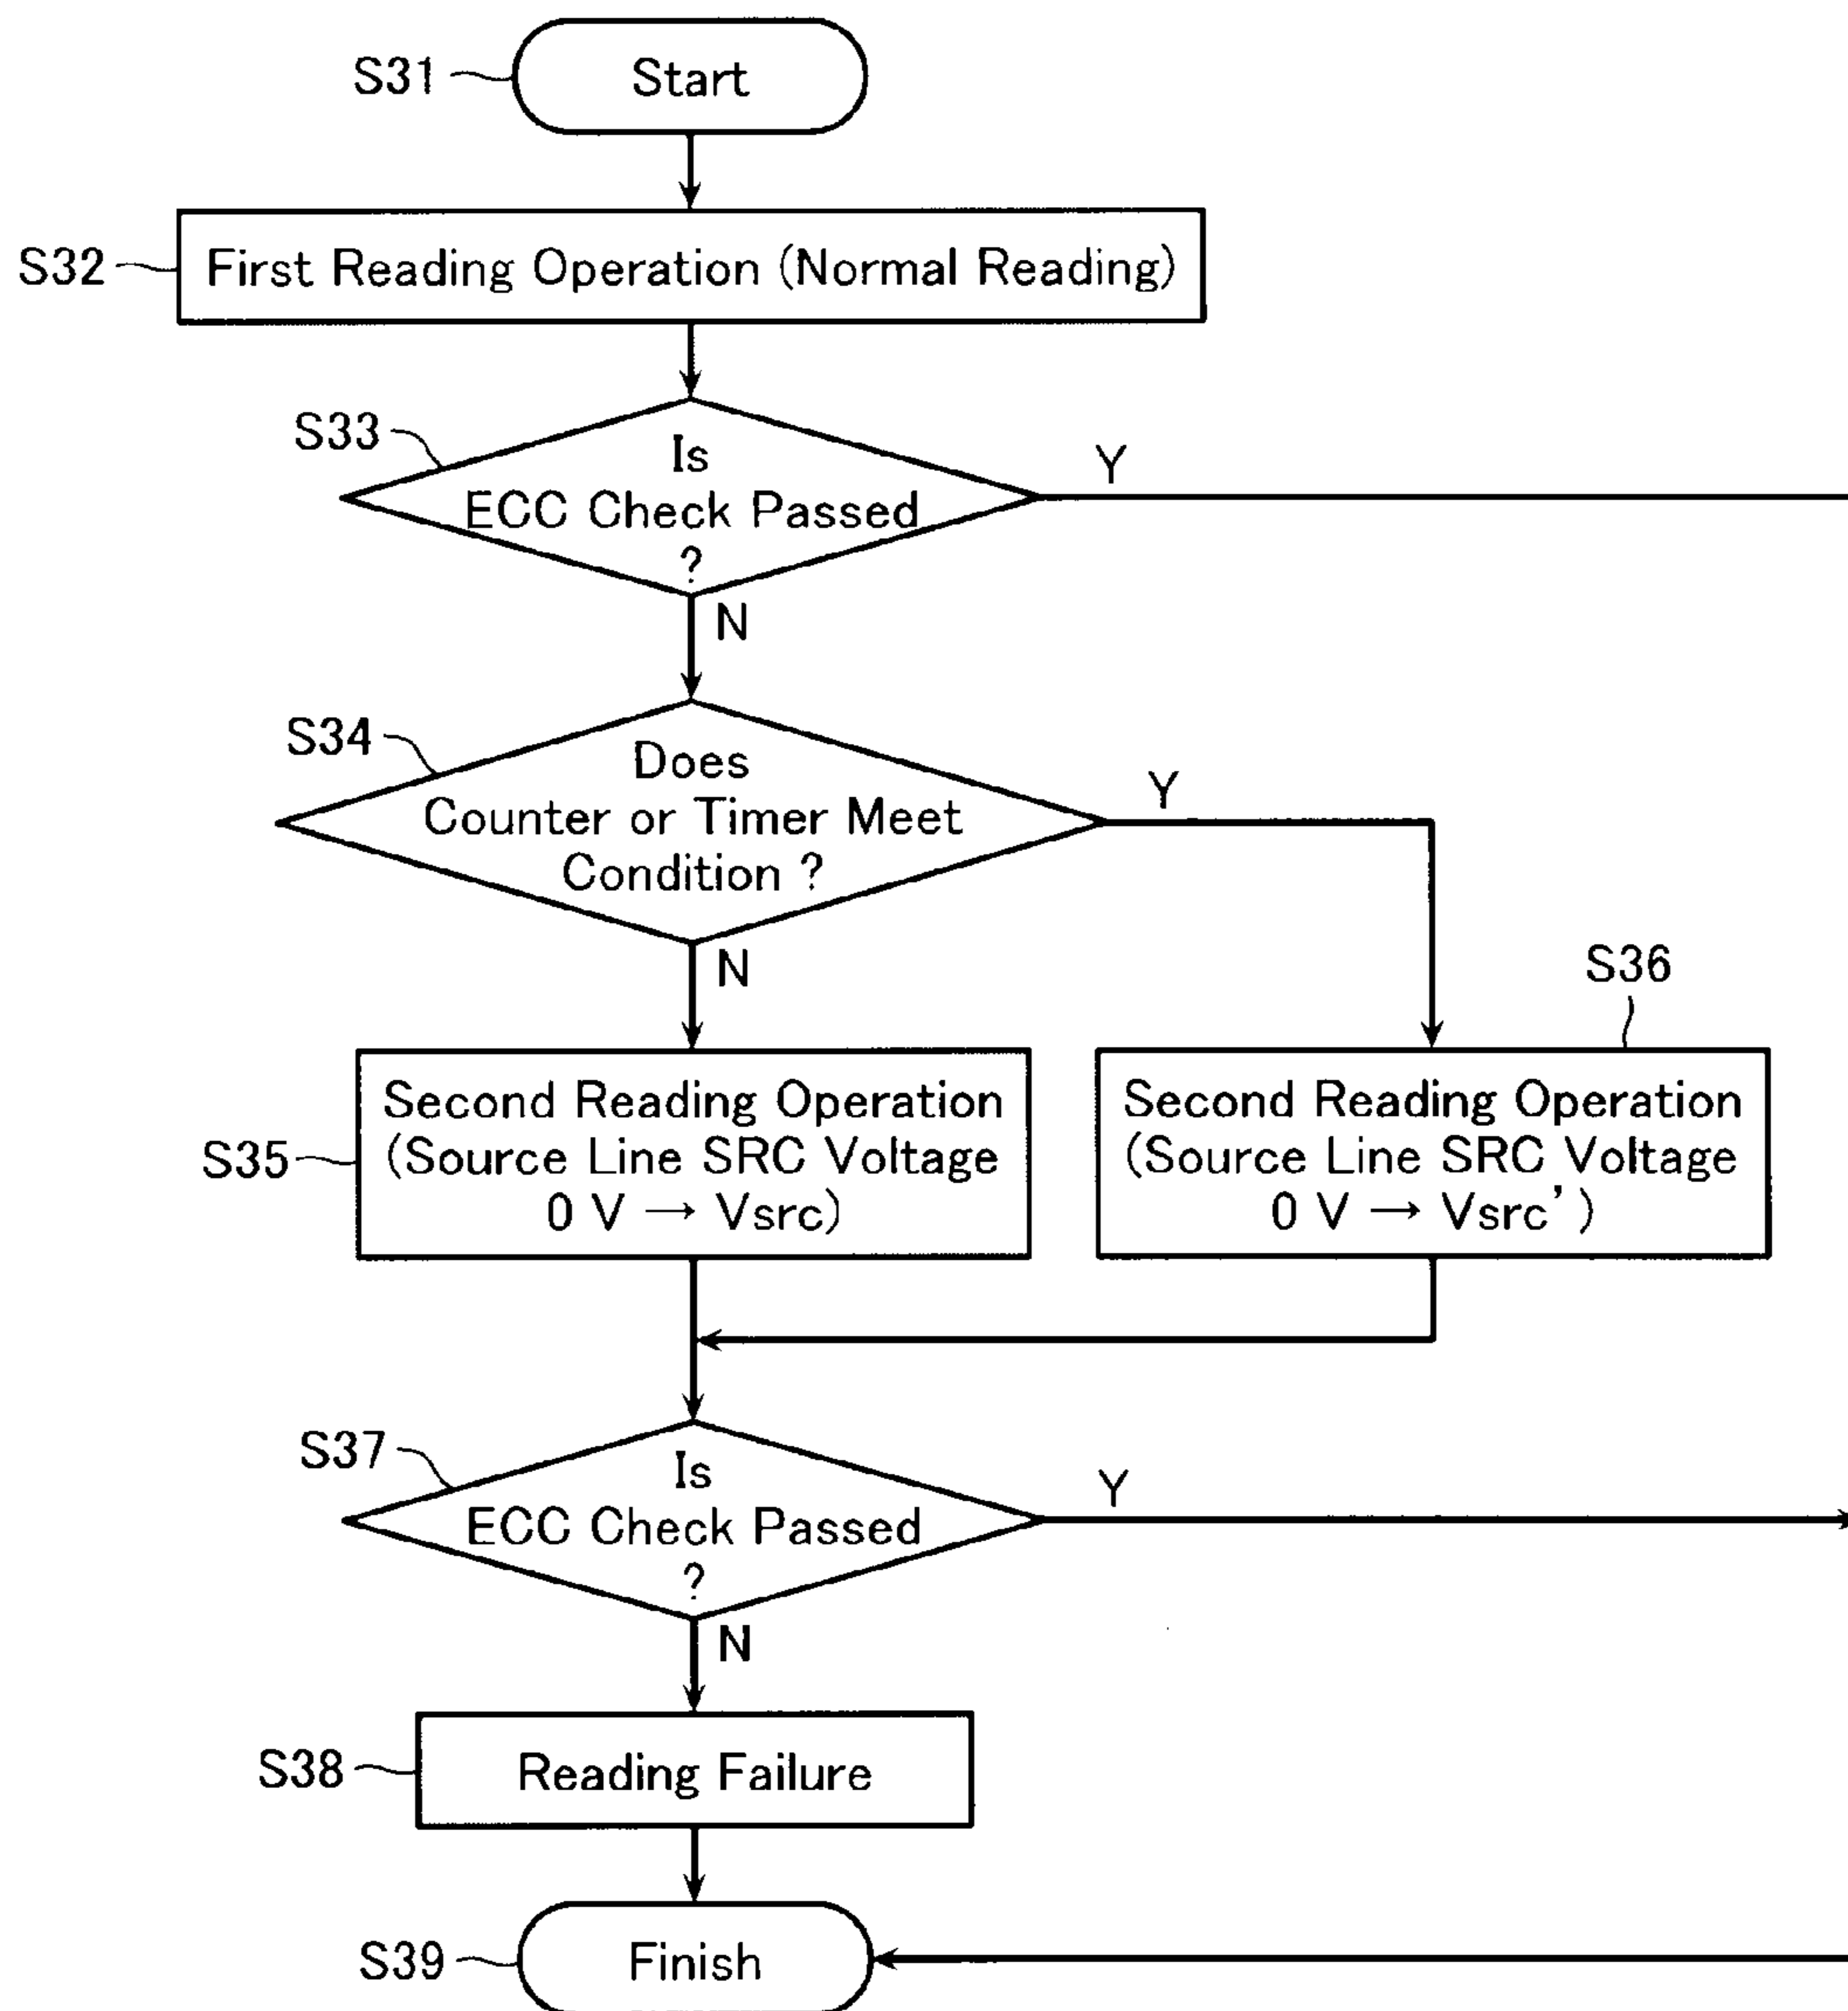 S31
Start
S32
First Reading Operation (Normal Reading)
S33
Is
ECC Check Passed
?
Y
N
S34
Does
Counter or Timer Meet
Condition ?
Y
N
S36
S35
Second Reading Operation
(Source Line SRC Voltage
0 V → Vsrc)
Second Reading Operation
(Source Line SRC Voltage
0 V → Vsrc')
S37
Is
ECC Check Passed
?
Y
N
S38
Reading Failure
S39
Finish